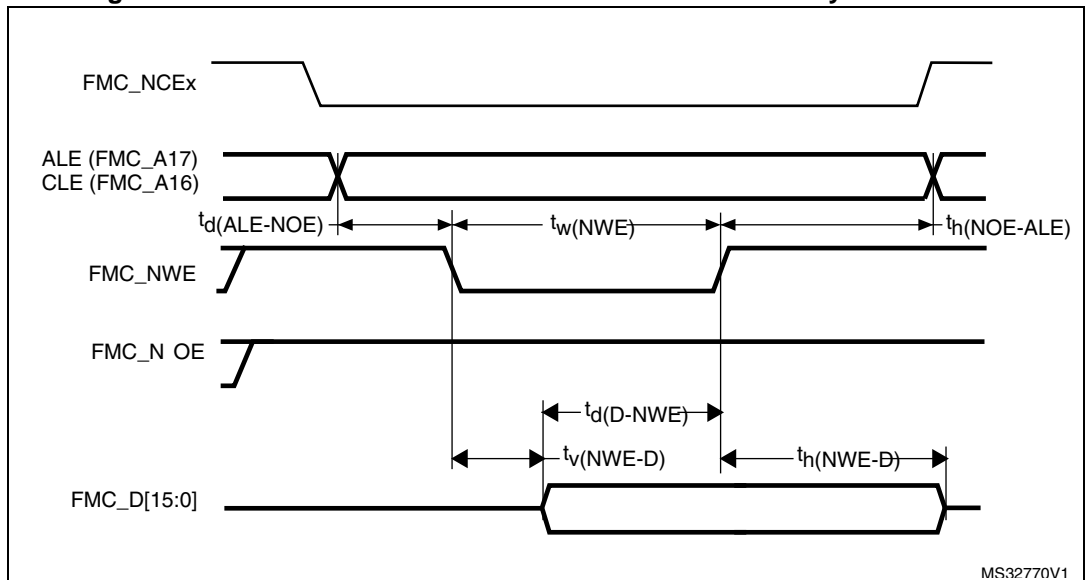 FMC_NCEx
ALE (FMC_A17)
CLE (FMC_A16)
td(ALE-NOE)
tw(NWE)
th(NOE-ALE)
FMC_NWE
FMC_N OE
td(D-NWE)
tv(NWE-D)
th(NWE-D)
FMC_D[15:0]
MS32770V1